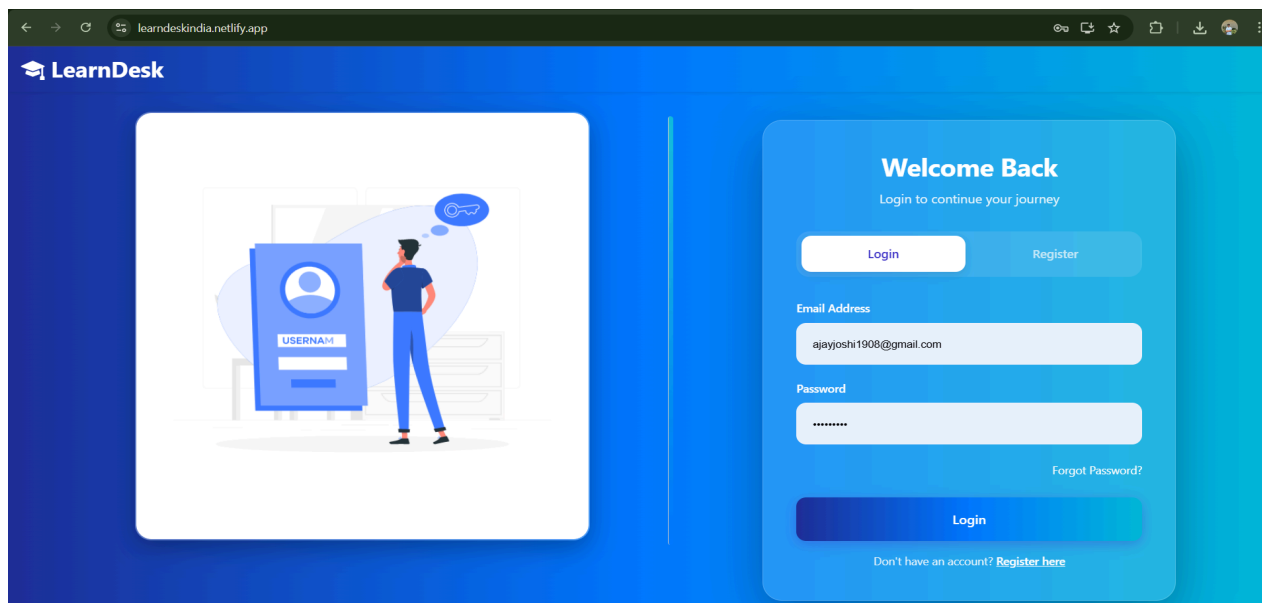 learndeskindia.netlify.app
LearnDesk
USERNAM
Welcome Back
Login to continue your journey
Login Register
Email Address
ajayjoshi1908@gmail.com
Password
•••••••••
Forgot Password?
Login
Don't have an account? Register here